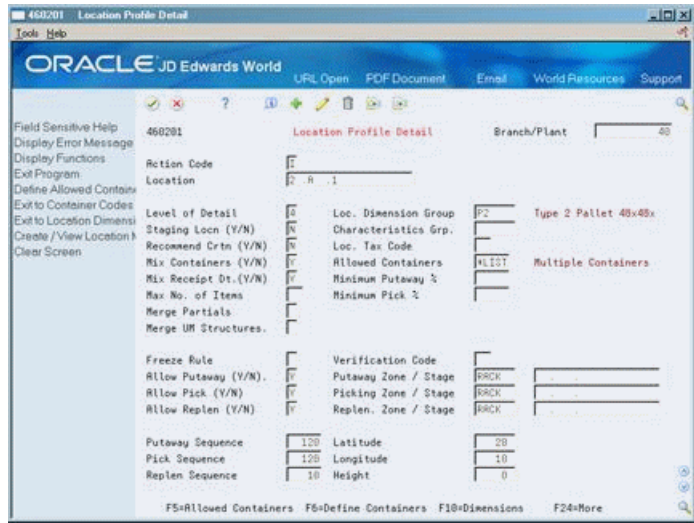 460201 Location Profile Detail
Tools Help
ORACLE JD Edwards World
URL Open PDF Document Email World Resources Support
Field Sensitive Help
Display Error Message
Display Functions
Exit Program
Define Allowed Contain
Exit to Container Codes
Exit to Location Dimensi
Create / View Location
Clear Screen
460201 Location Profile Detail Branch/Plant 40
Action Code I
Location 2 .A .1
Level of Detail Loc. Dimension Group P2 Type 2 Pallet 48x48x
Staging Locn (Y/N) N Characteristics Grp.
Recommend Crtn (Y/N) N Loc. Tax Code
Mix Containers (Y/N) Y Allowed Containers *LIST Multiple Containers
Mix Receipt Dt.(Y/N) Y Minimum Putaway %
Max No. of Items Minimum Pick %
Merge Partials
Merge UM Structures.
Freeze Rule Verification Code
Allow Putaway (Y/N). Y Putaway Zone / Stage RACK . .
Allow Pick (Y/N) Y Picking Zone / Stage RACK . .
Allow Replen (Y/N) Y Replen. Zone / Stage RACK . .
Putaway Sequence 120 Latitude 20
Pick Sequence 120 Longitude 10
Replen Sequence 10 Height 0
F5=Allowed Containers F6=Define Containers F10=Dimensions F24=More